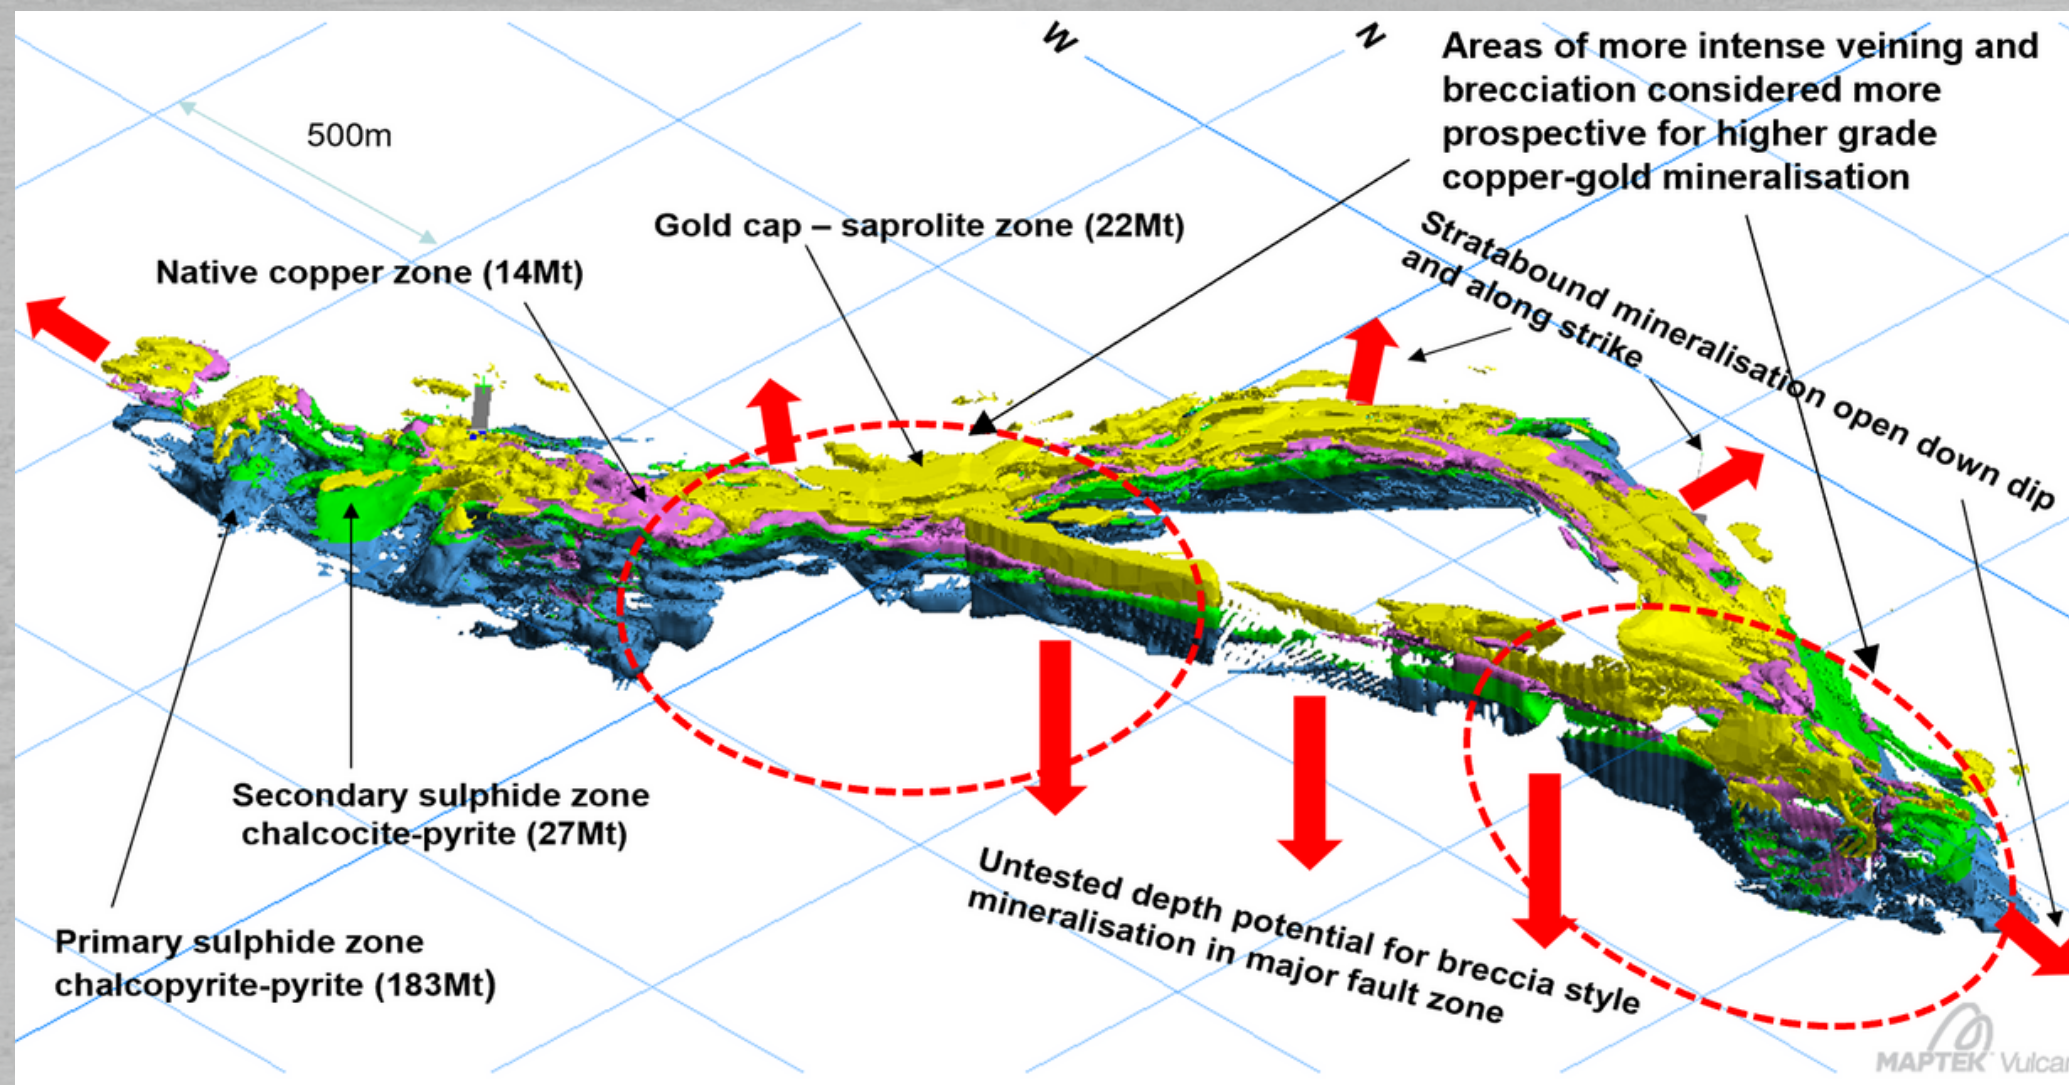 W
N
Areas of more intense veining and
brecciation considered more
prospective for higher grade
copper-gold mineralisation
500m
Gold cap – saprolite zone (22Mt)
Native copper zone (14Mt)
Stratabound mineralisation open down dip
and along strike
Secondary sulphide zone
chalcocite-pyrite (27Mt)
Untested depth potential for breccia style
mineralisation in major fault zone
Primary sulphide zone
chalcopyrite-pyrite (183Mt)
MAPTEK Vulcan